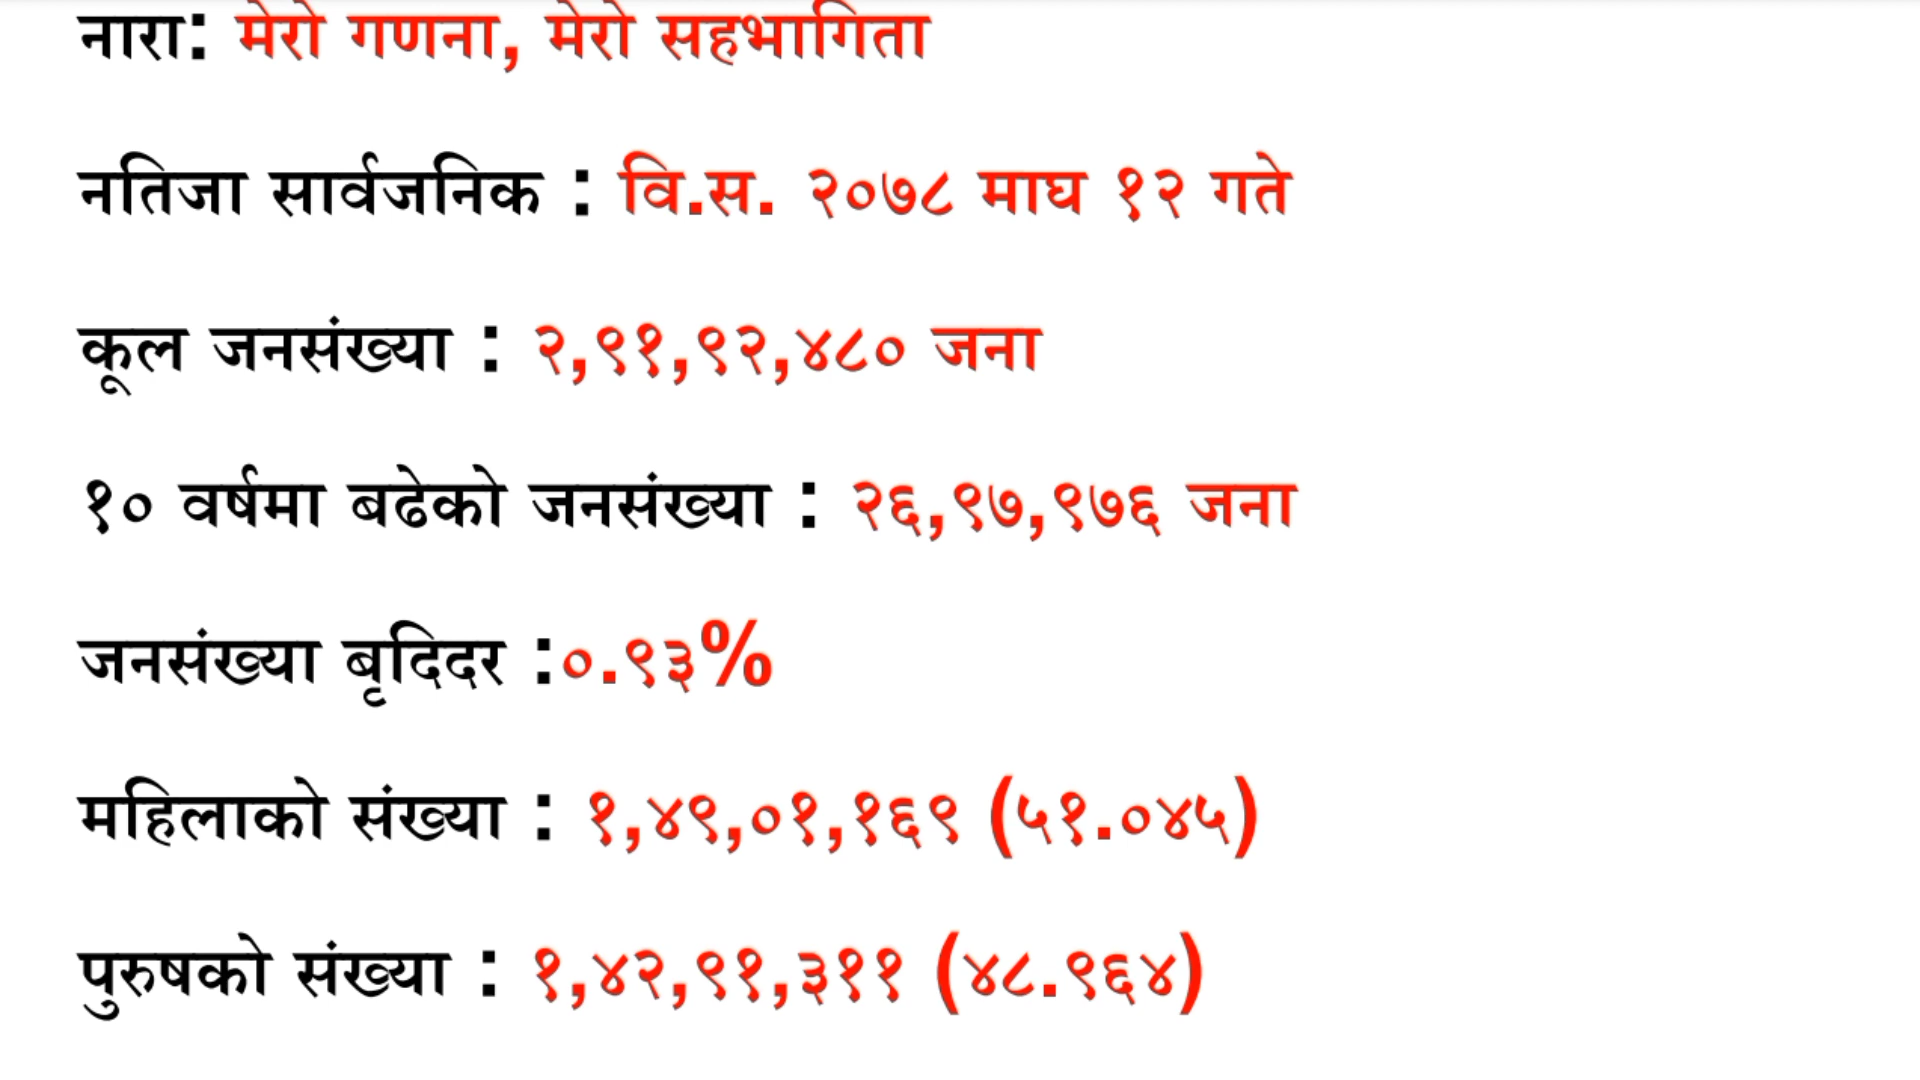 नारा: मेरो गणना, मेरो सहभागिता
नतिजा सार्वजनिक : वि.स. २०७८ माघ १२ गते
कूल जनसंख्या : २,९१,९२,४८० जना
१० वर्षमा बढेको जनसंख्या : २६,९७,९७६ जना
जनसंख्या बृदिदर :०.९३%
महिलाको संख्या : १,४९,०१,१६९ (५१.०४५)
पुरुषको संख्या : १,४२,९१,३११ (४८.९६४)